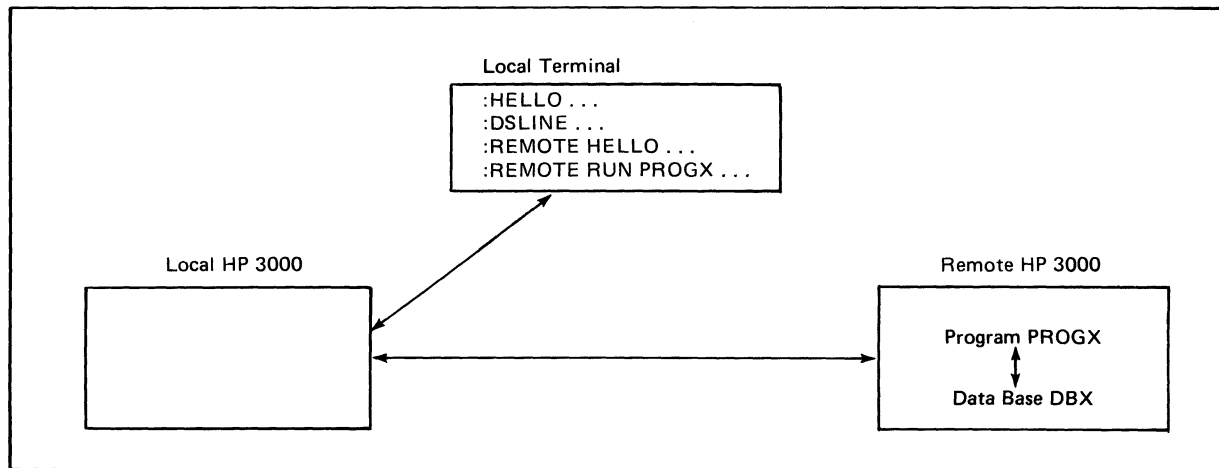 Local Terminal
:HELLO . . .
:DSLINE . . .
:REMOTE HELLO . . .
:REMOTE RUN PROGX . . .
Local HP 3000
Remote HP 3000
Program PROGX
Data Base DBX